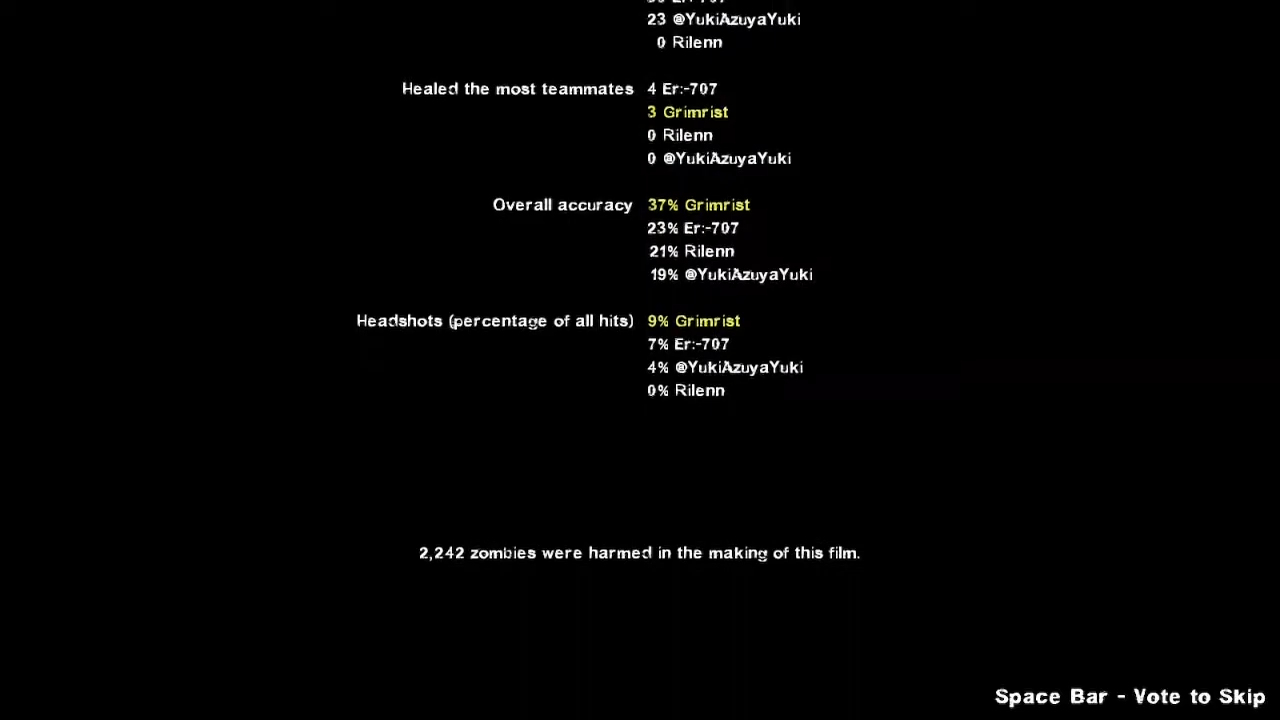 23 @YukiAzuyaYuki
0 Rilenn
Healed the most teammates 4 Er:-707
3 Grimrist
0 Rilenn
0 @YukiAzuyaYuki
Overall accuracy 37% Grimrist
23% Er:-707
21% Rilenn
19% @YukiAzuyaYuki
Headshots (percentage of all hits) 9% Grimrist
7% Er:-707
4% @YukiAzuyaYuki
0% Rilenn
2,242 zombies were harmed in the making of this film.
Space Bar - Vote to Skip